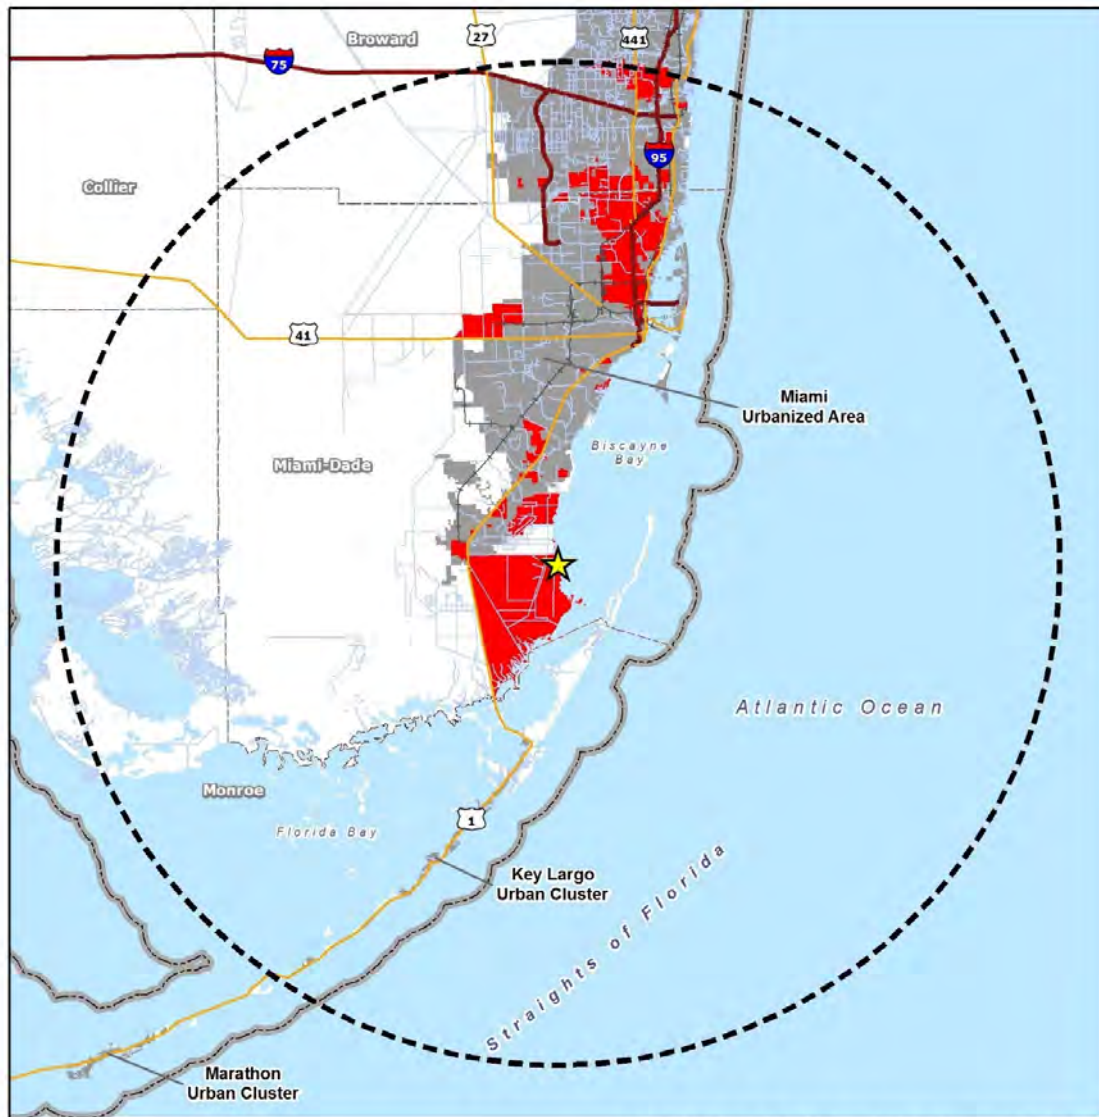 Broward
27
441
75
95
Collier
41
Miami
Urbanized Area
Biscayne
Bay
Miami-Dade
Atlantic Ocean
Monroe
1
Florida Bay
Key Largo
Urban Cluster
Straights of Florida
Marathon
Urban Cluster